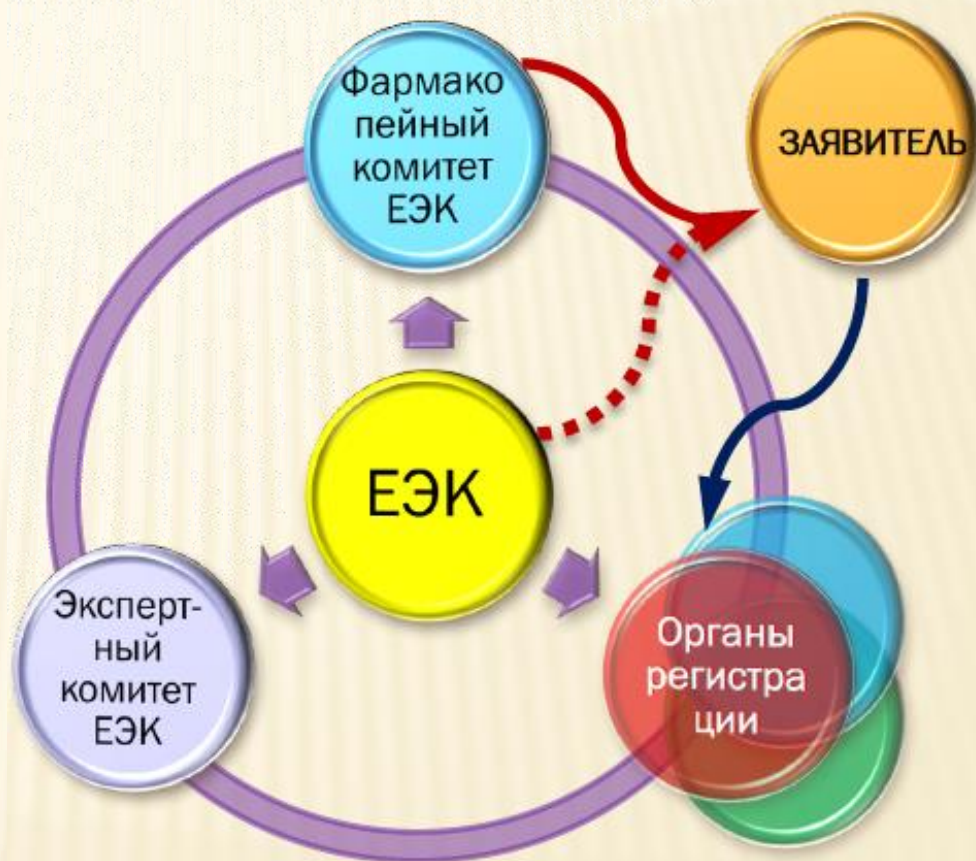 Фармако
пейный
комитет
ЕЭК
ЗАЯВИТЕЛЬ
ЕЭК
Эксперт-
ный
комитет
ЕЭК
Органы
регистра
ции